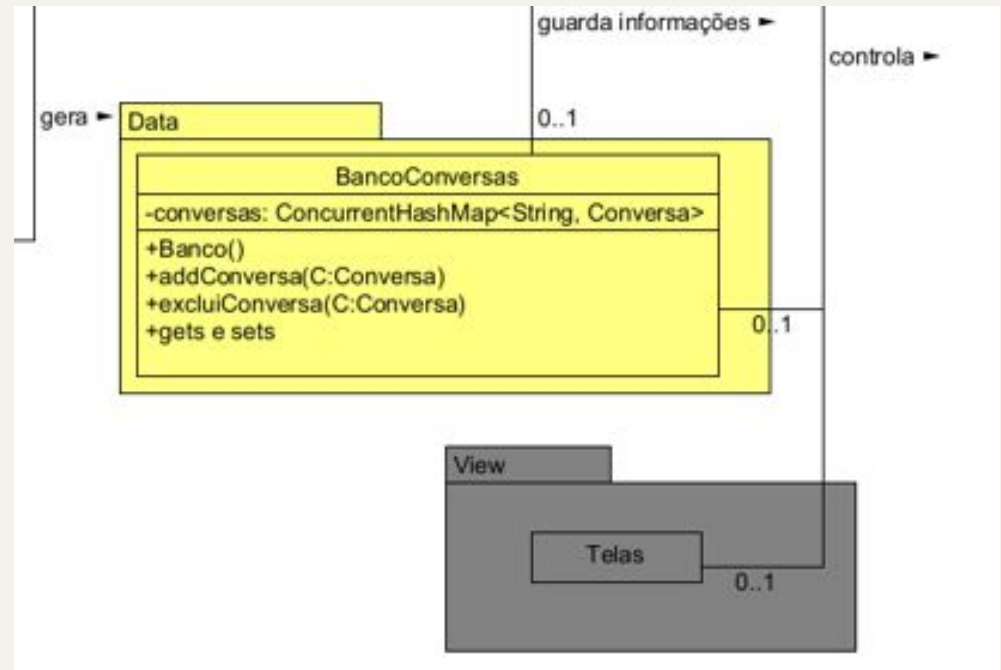 guarda informações ►
controla ►
gera ►
Data
0..1
BancoConversas
-conversas: ConcurrentHashMap<String, Conversa>
+Banco()
+addConversa(C:Conversa)
+excluiConversa(C:Conversa)
+gets e sets
0..1
View
Telas
0..1